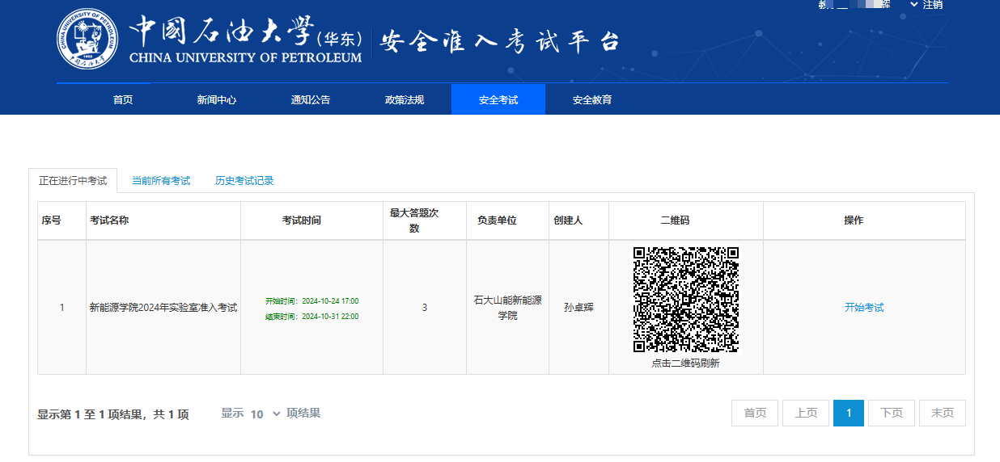 辉 注销
中国石油大学(华东) 安全准入考试平台
CHINA UNIVERSITY OF PETROLEUM
首页 新闻中心 通知公告 政策法规 安全考试 安全教育
正在进行中考试 当前所有考试 历史考试记录
序号 考试名称 考试时间 最大答题次数 负责单位 创建人 二维码 操作
1 新能源学院2024年实验室准入考试
开始时间：2024-10-24 17:00
结束时间：2024-10-31 22:00
3
石大山能新能源
学院
孙卓辉
点击二维码刷新
开始考试
显示第 1 至 1 项结果，共 1 项 显示 10 项结果 首页 上页 1 下页 末页